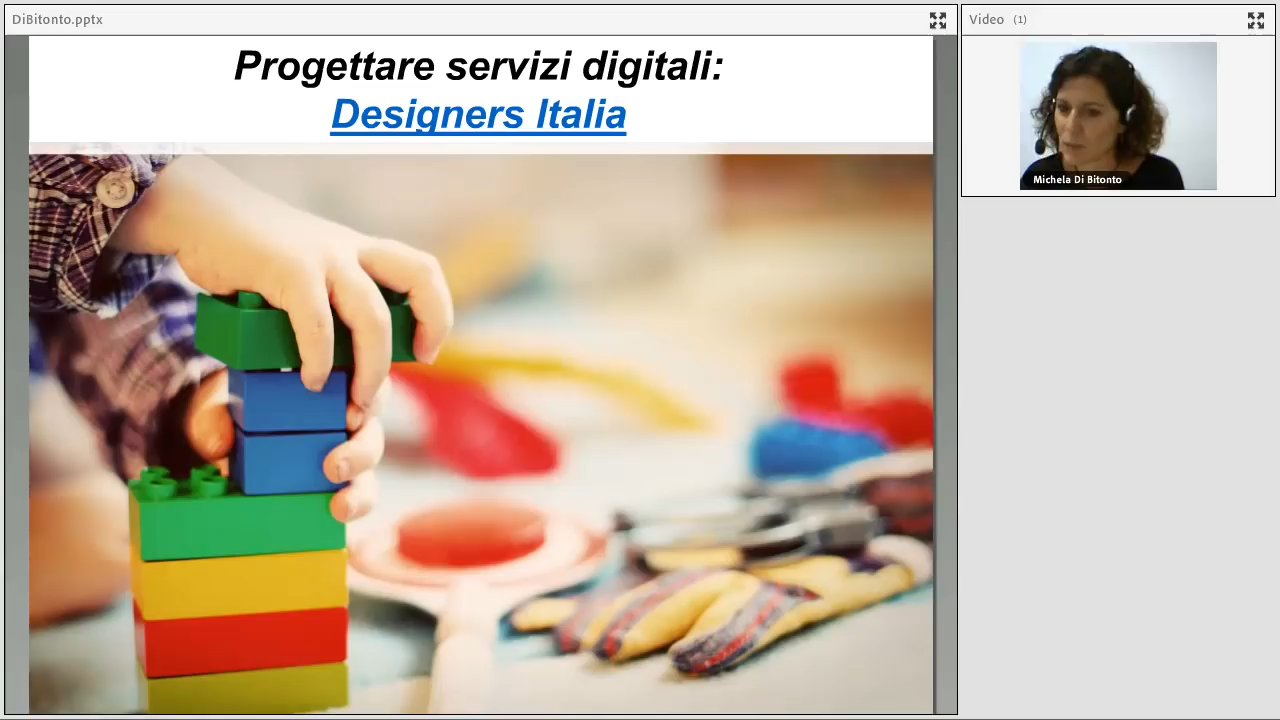 DiBitonto.pptx
Progettare servizi digitali:
Designers Italia
Video (1)
Michela Di Bitonto